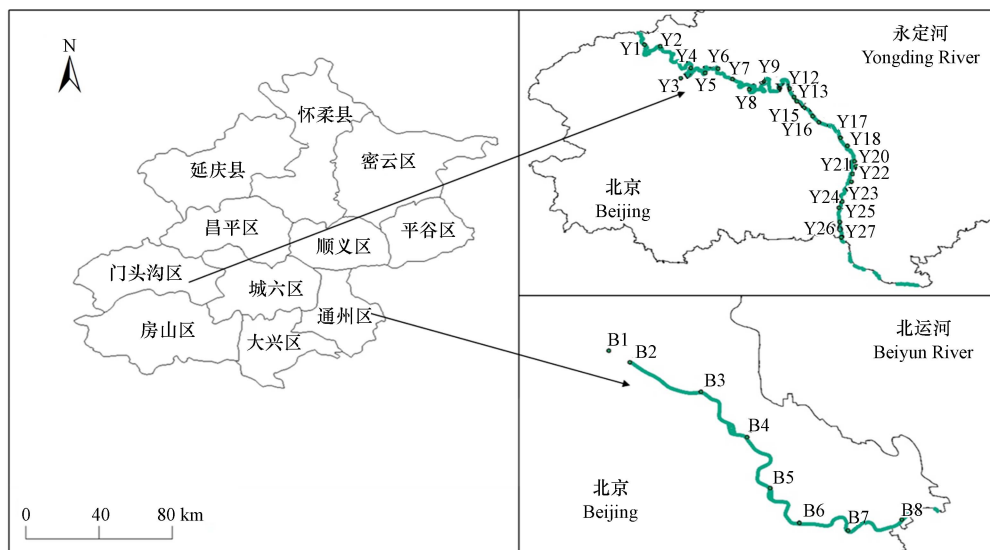 N
怀柔县
密云区
延庆县
昌平区
顺义区
平谷区
门头沟区
城六区
通州区
房山区
大兴区
0 40 80 km
永定河
Yongding River
Y1
Y2
Y4
Y6
Y3
Y5
Y7
Y9
Y8
Y12
Y13
Y15
Y16
Y17
Y18
Y20
Y21
Y22
Y23
Y24
Y25
Y26
Y27
北京
Beijing
北运河
Beiyun River
B1
B2
B3
B4
B5
B6
B7
B8
北京
Beijing